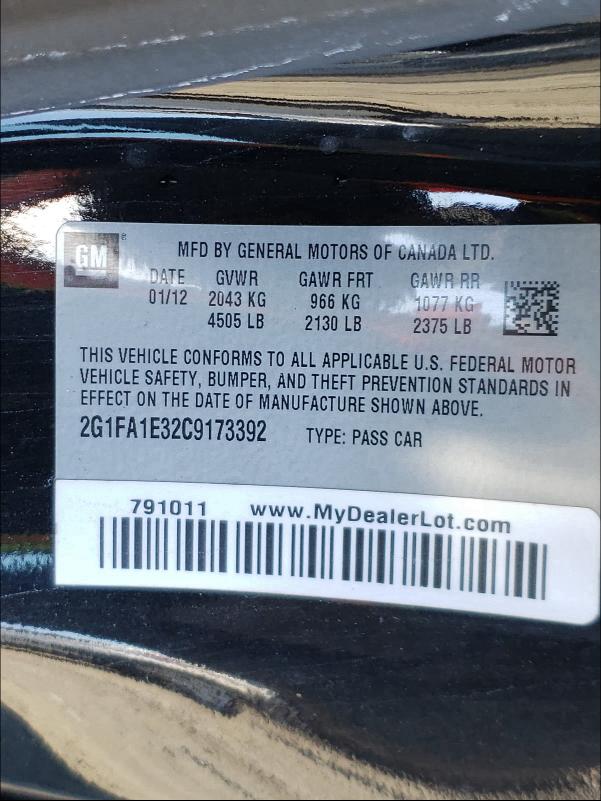 GM ®
MFD BY GENERAL MOTORS OF CANADA LTD.
DATE GVWR GAWR FRT GAWR RR
01/12 2043 KG 966 KG 1077 KG
4505 LB 2130 LB 2375 LB
THIS VEHICLE CONFORMS TO ALL APPLICABLE U.S. FEDERAL MOTOR
VEHICLE SAFETY, BUMPER, AND THEFT PREVENTION STANDARDS IN
EFFECT ON THE DATE OF MANUFACTURE SHOWN ABOVE.
2G1FA1E32C9173392 TYPE: PASS CAR
791011 www.MyDealerLot.com